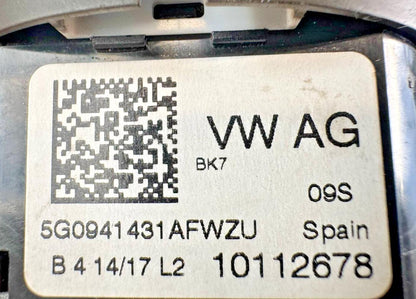 VW AG
BK7
09S
5G0941431AFWZU Spain
B 4 14/17 L2 10112678